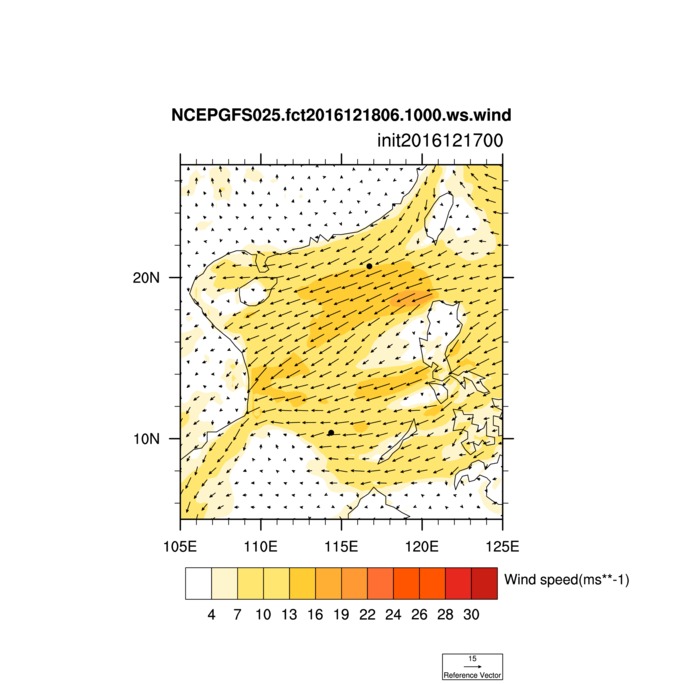 NCEPGFS025.fct2016121806.1000.ws.wind
init2016121700
20N
10N
105E 110E 115E 120E 125E
Wind speed(ms**-1)
4 7 10 13 16 19 22 24 26 28 30
15
Reference Vector